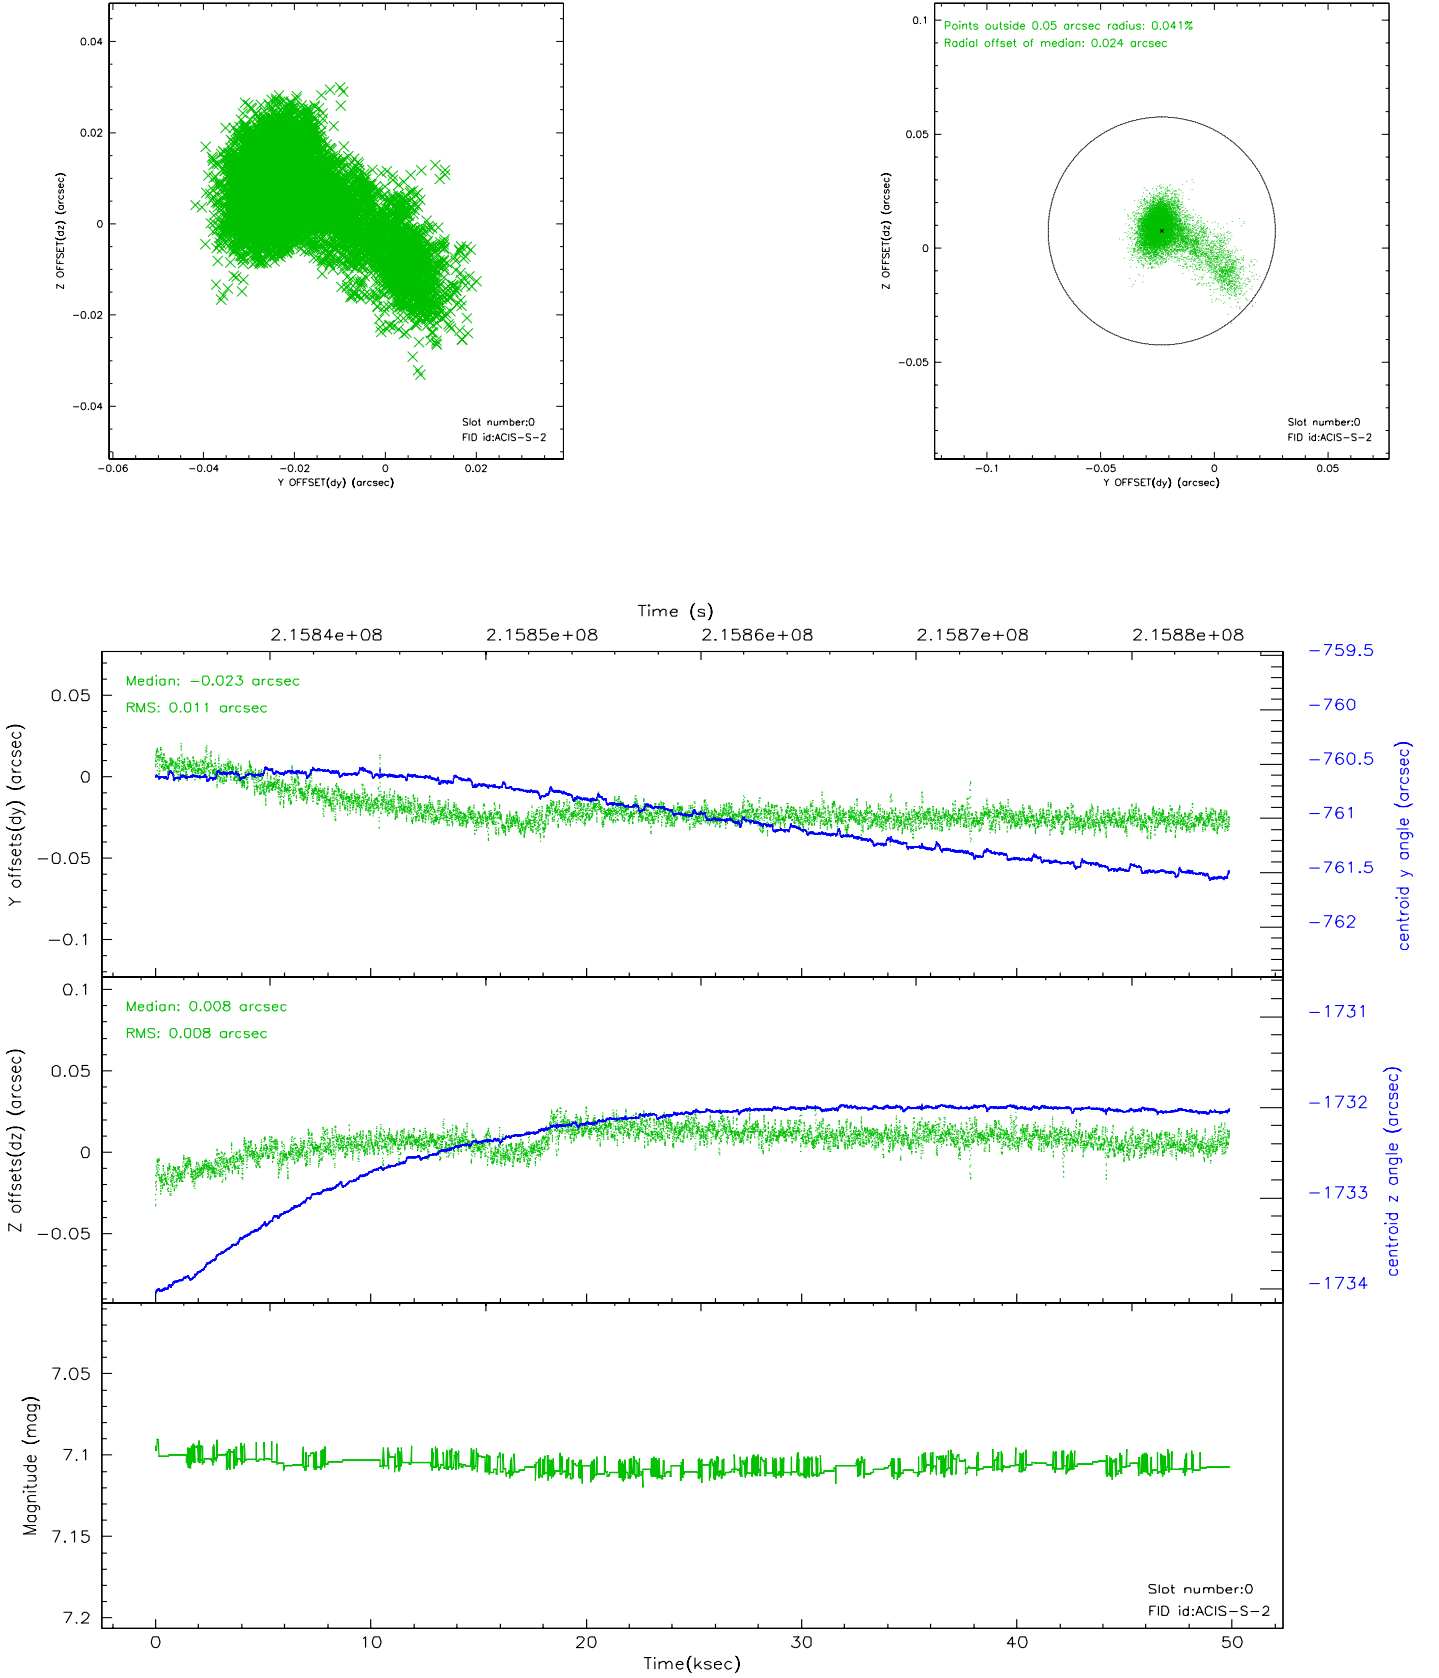 0.04
0.02
0
−0.02
−0.04
Z OFFSET(dz) (arcsec)
Slot number:0
FID id:ACIS−S−2
−0.06
−0.04
−0.02
0
0.02
Y OFFSET(dy) (arcsec)
Points outside 0.05 arcsec radius: 0.041%
Radial offset of median: 0.024 arcsec
0.1
0.05
0
−0.05
Z OFFSET(dz) (arcsec)
Slot number:0
FID id:ACIS−S−2
−0.1
−0.05
0
0.05
Y OFFSET(dy) (arcsec)
Time (s)
2.1584e+08
2.1585e+08
2.1586e+08
2.1587e+08
2.1588e+08
Median: −0.023 arcsec
RMS: 0.011 arcsec
0.05
0
−0.05
−0.1
Y offsets(dy) (arcsec)
−759.5
−760
−760.5
−761
−761.5
−762
centroid y angle (arcsec)
Median: 0.008 arcsec
RMS: 0.008 arcsec
0.1
0.05
0
−0.05
Z offsets(dz) (arcsec)
−1731
−1732
−1733
−1734
centroid z angle (arcsec)
7.05
7.1
7.15
7.2
Magnitude (mag)
Slot number:0
FID id:ACIS−S−2
0
10
20
30
40
50
Time(ksec)